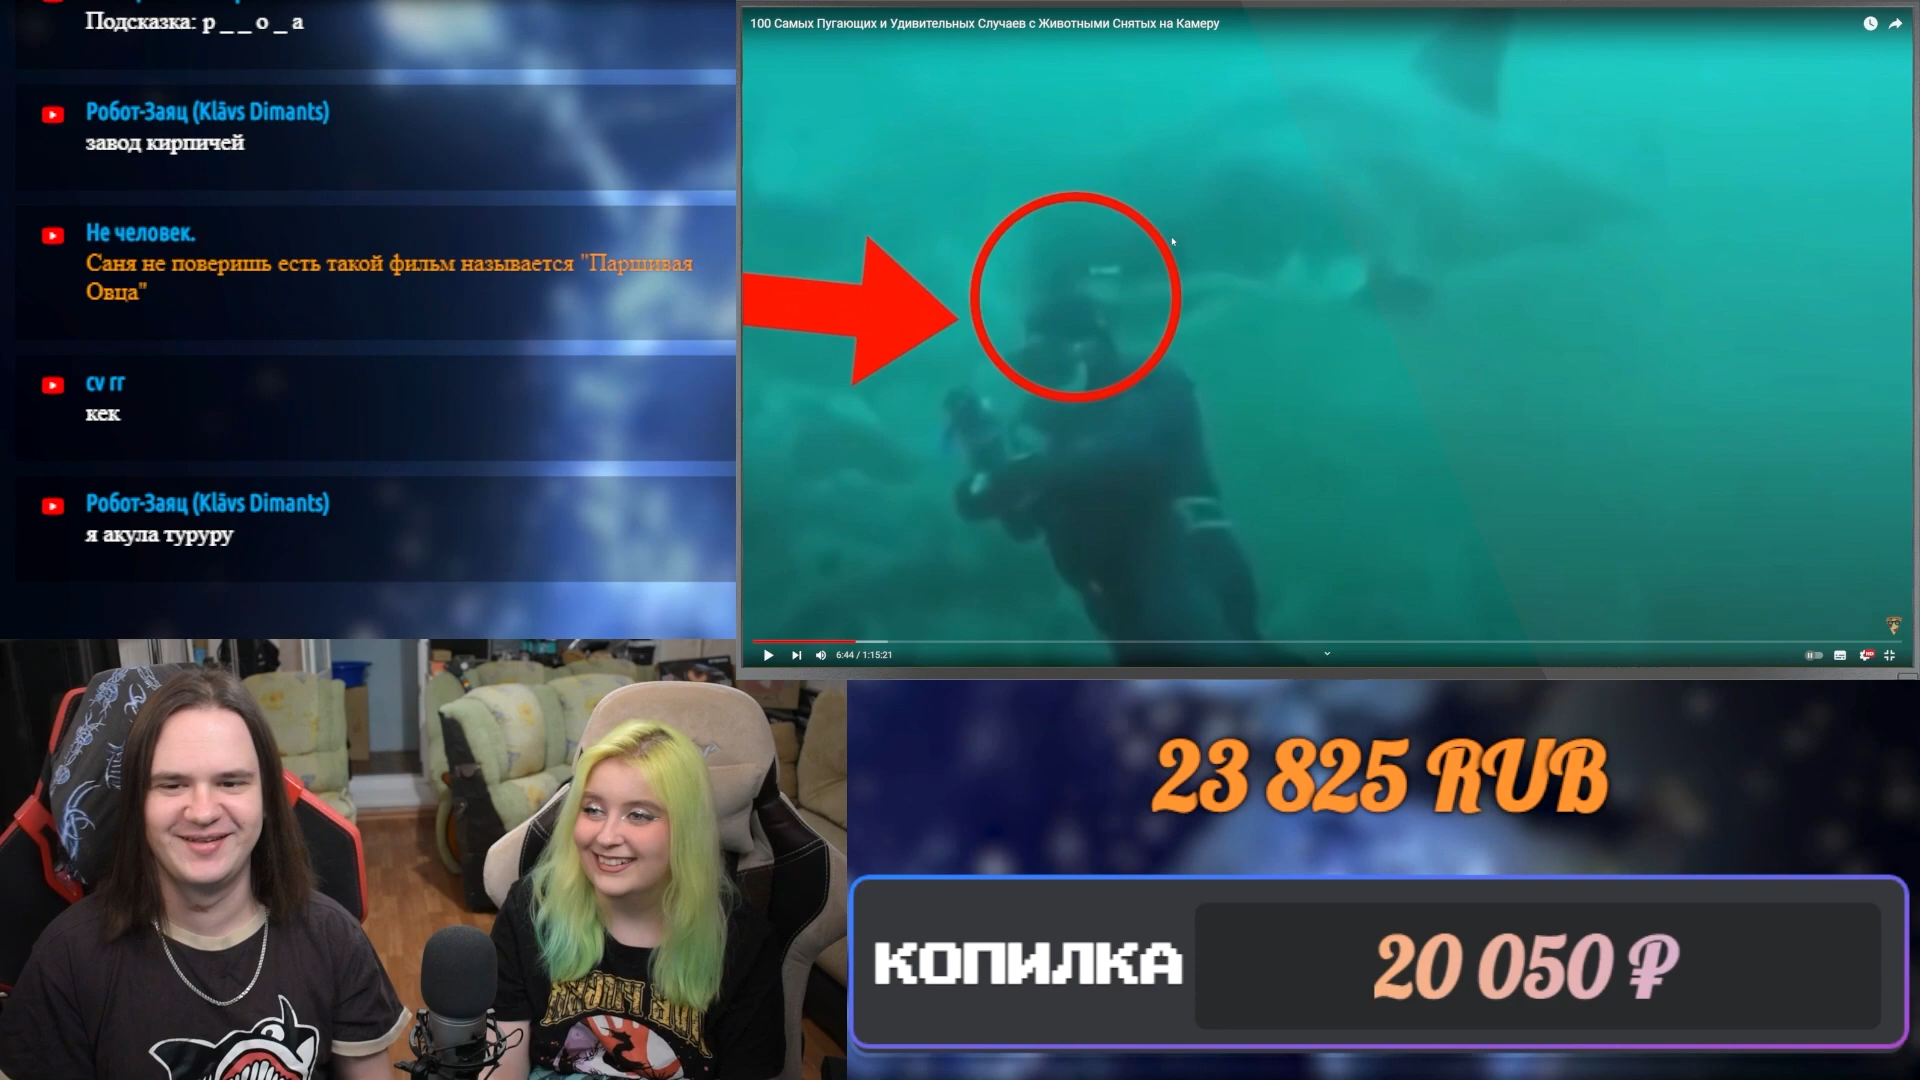 Подсказка: р _ _ о _ а
Робот-Заяц (Klāvs Dimants)
завод кирпичей
Не человек.
Саня не поверишь есть такой фильм называется "Паршивая
Овца"
cv rr
кек
Робот-Заяц (Klāvs Dimants)
я акула туруру
100 Самых Пугающих и Удивительных Случаев с Животными Снятых на Камеру
6:44 / 1:15:21
23 825 RUB
КОПИЛКА
20 050 ₽